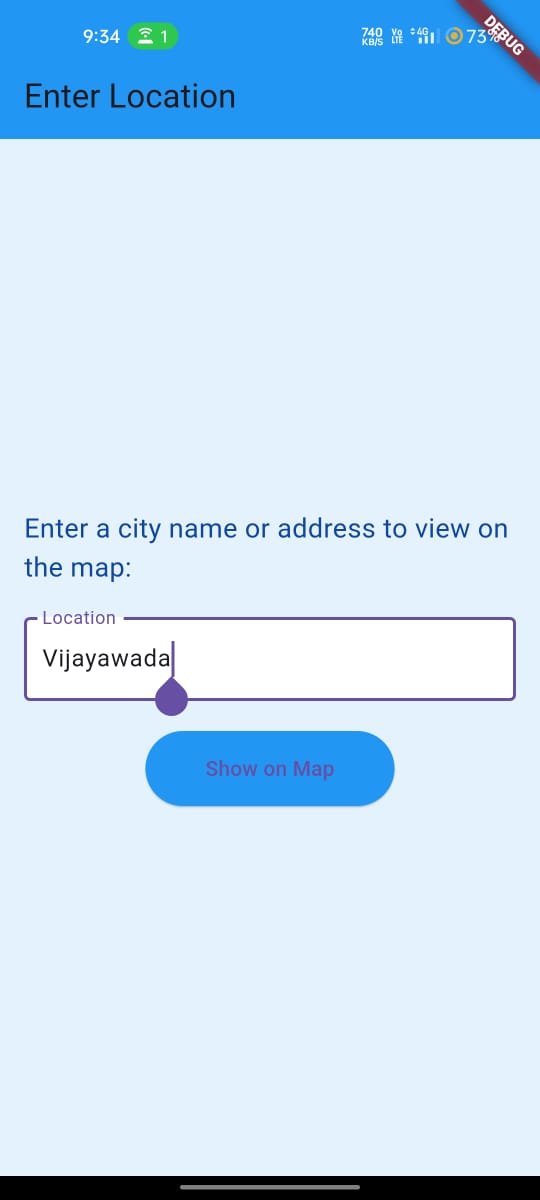 9:34 1 740 KB/S Vo LTE 4G 73%
DEBUG
Enter Location
Enter a city name or address to view on
the map:
Location
Vijayawada
Show on Map